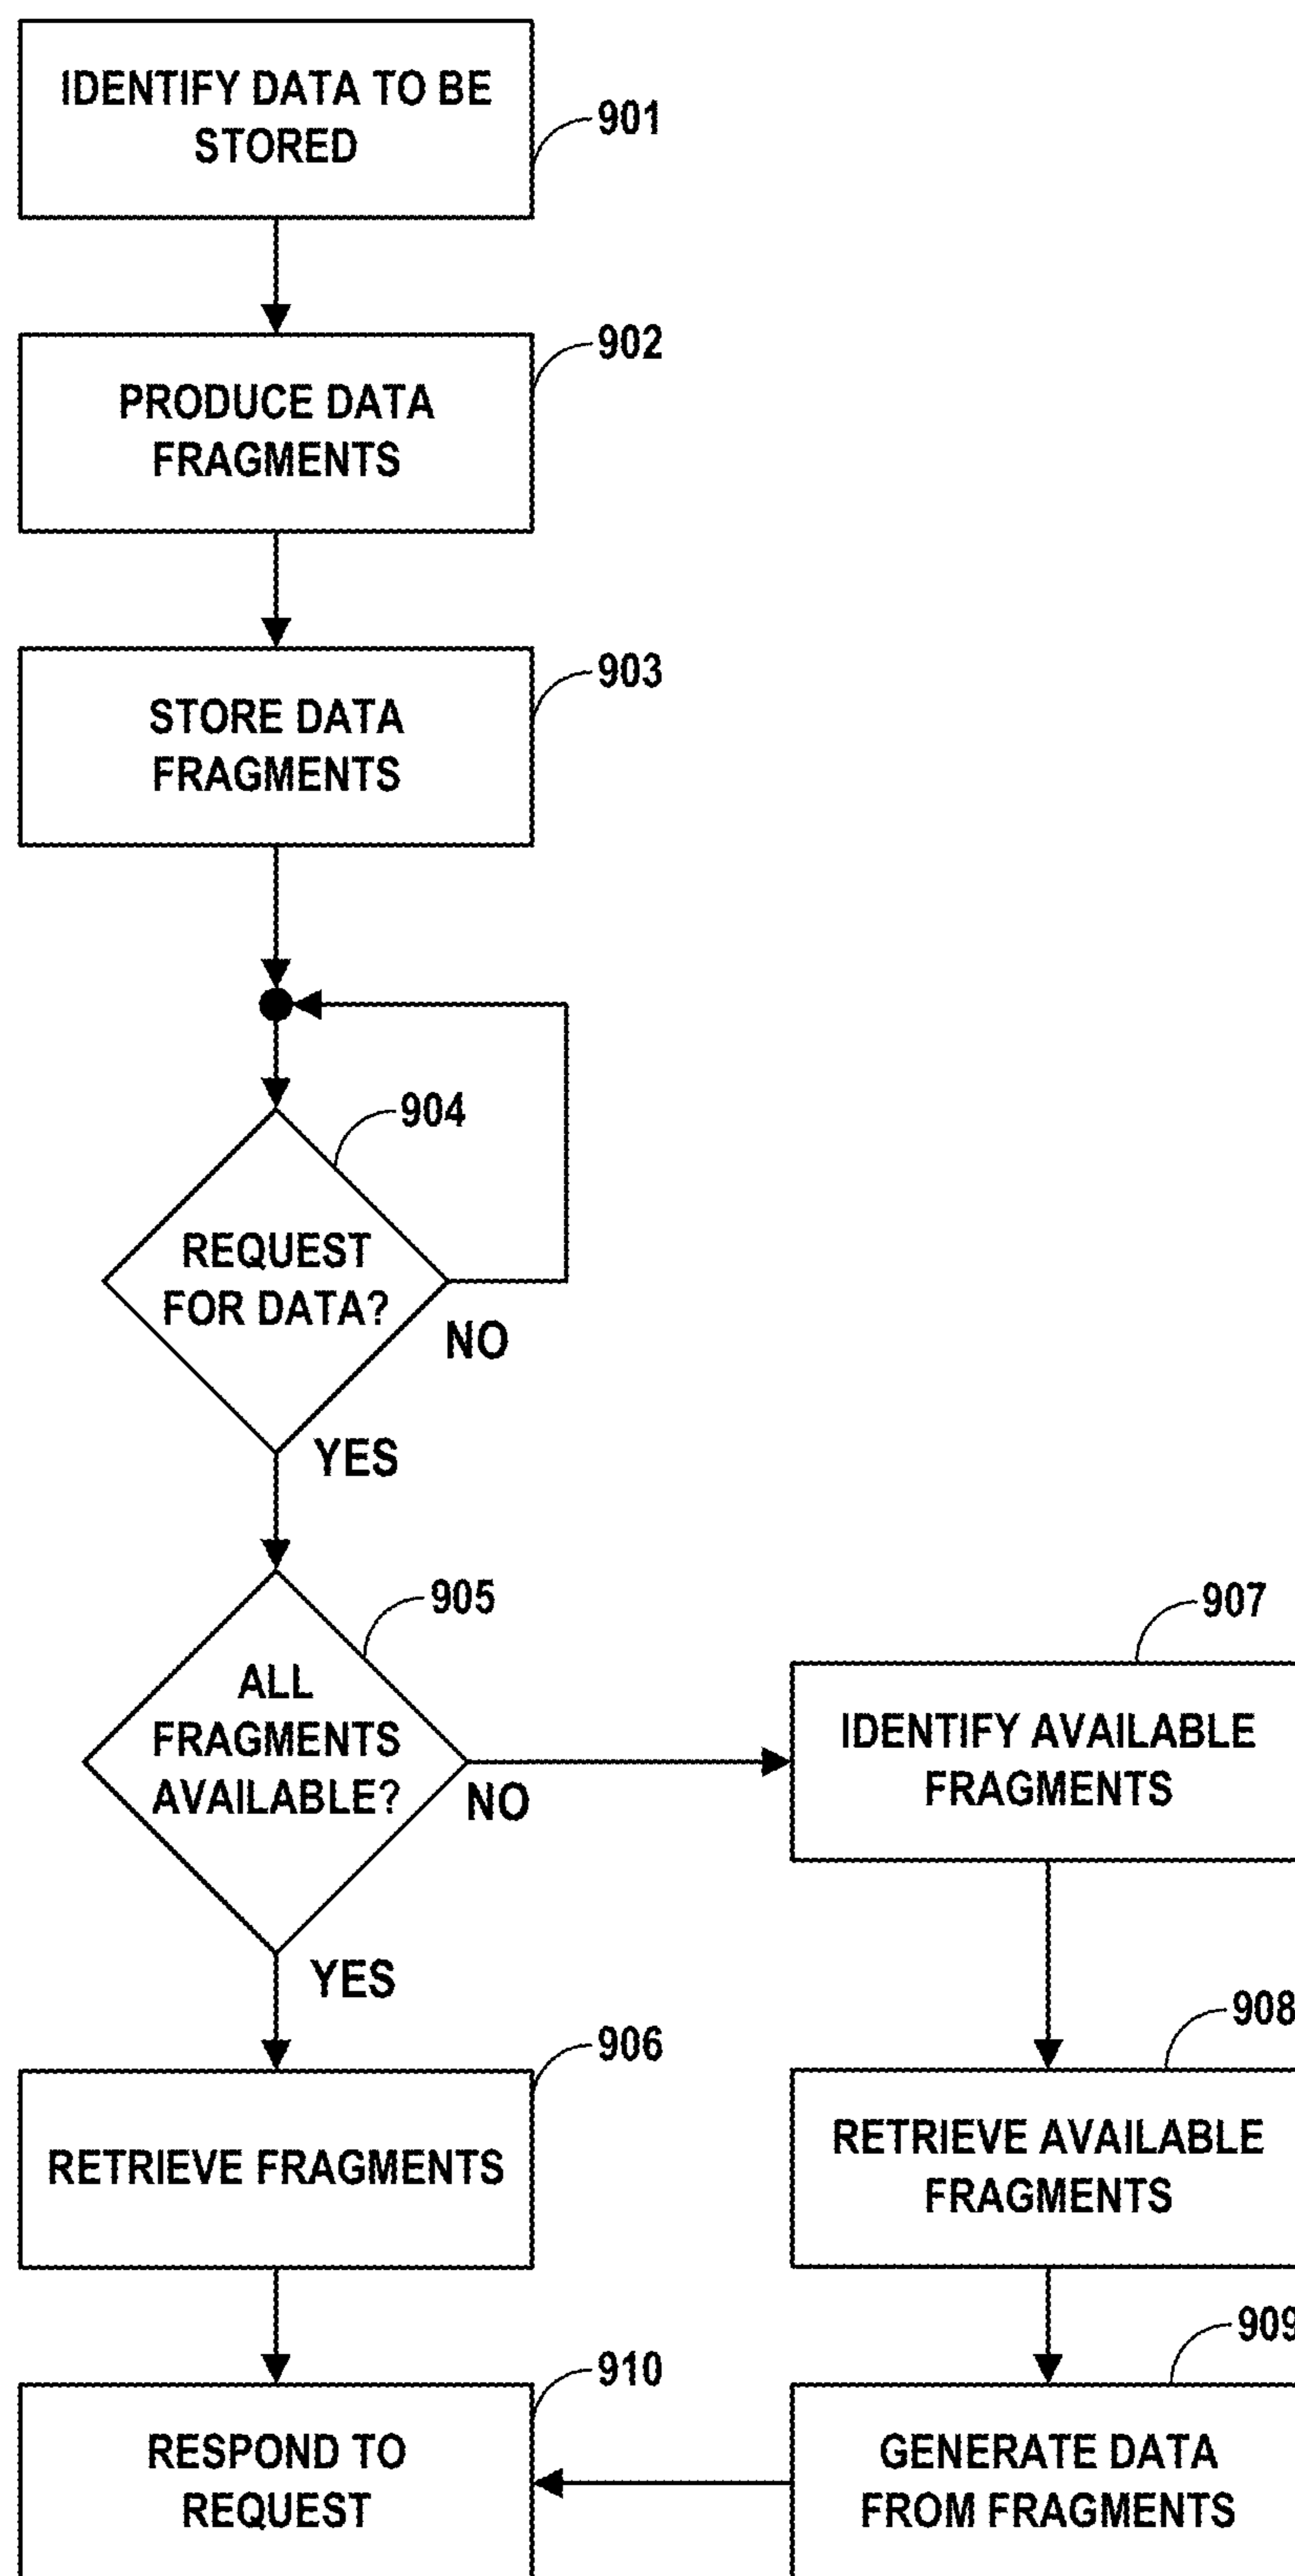 IDENTIFY DATA TO BE
STORED
901
902
PRODUCE DATA
FRAGMENTS
903
STORE DATA
FRAGMENTS
904
REQUEST
FOR DATA?
NO
YES
905
ALL
FRAGMENTS
AVAILABLE?
NO
YES
907
IDENTIFY AVAILABLE
FRAGMENTS
906
RETRIEVE FRAGMENTS
908
RETRIEVE AVAILABLE
FRAGMENTS
909
GENERATE DATA
FROM FRAGMENTS
910
RESPOND TO
REQUEST